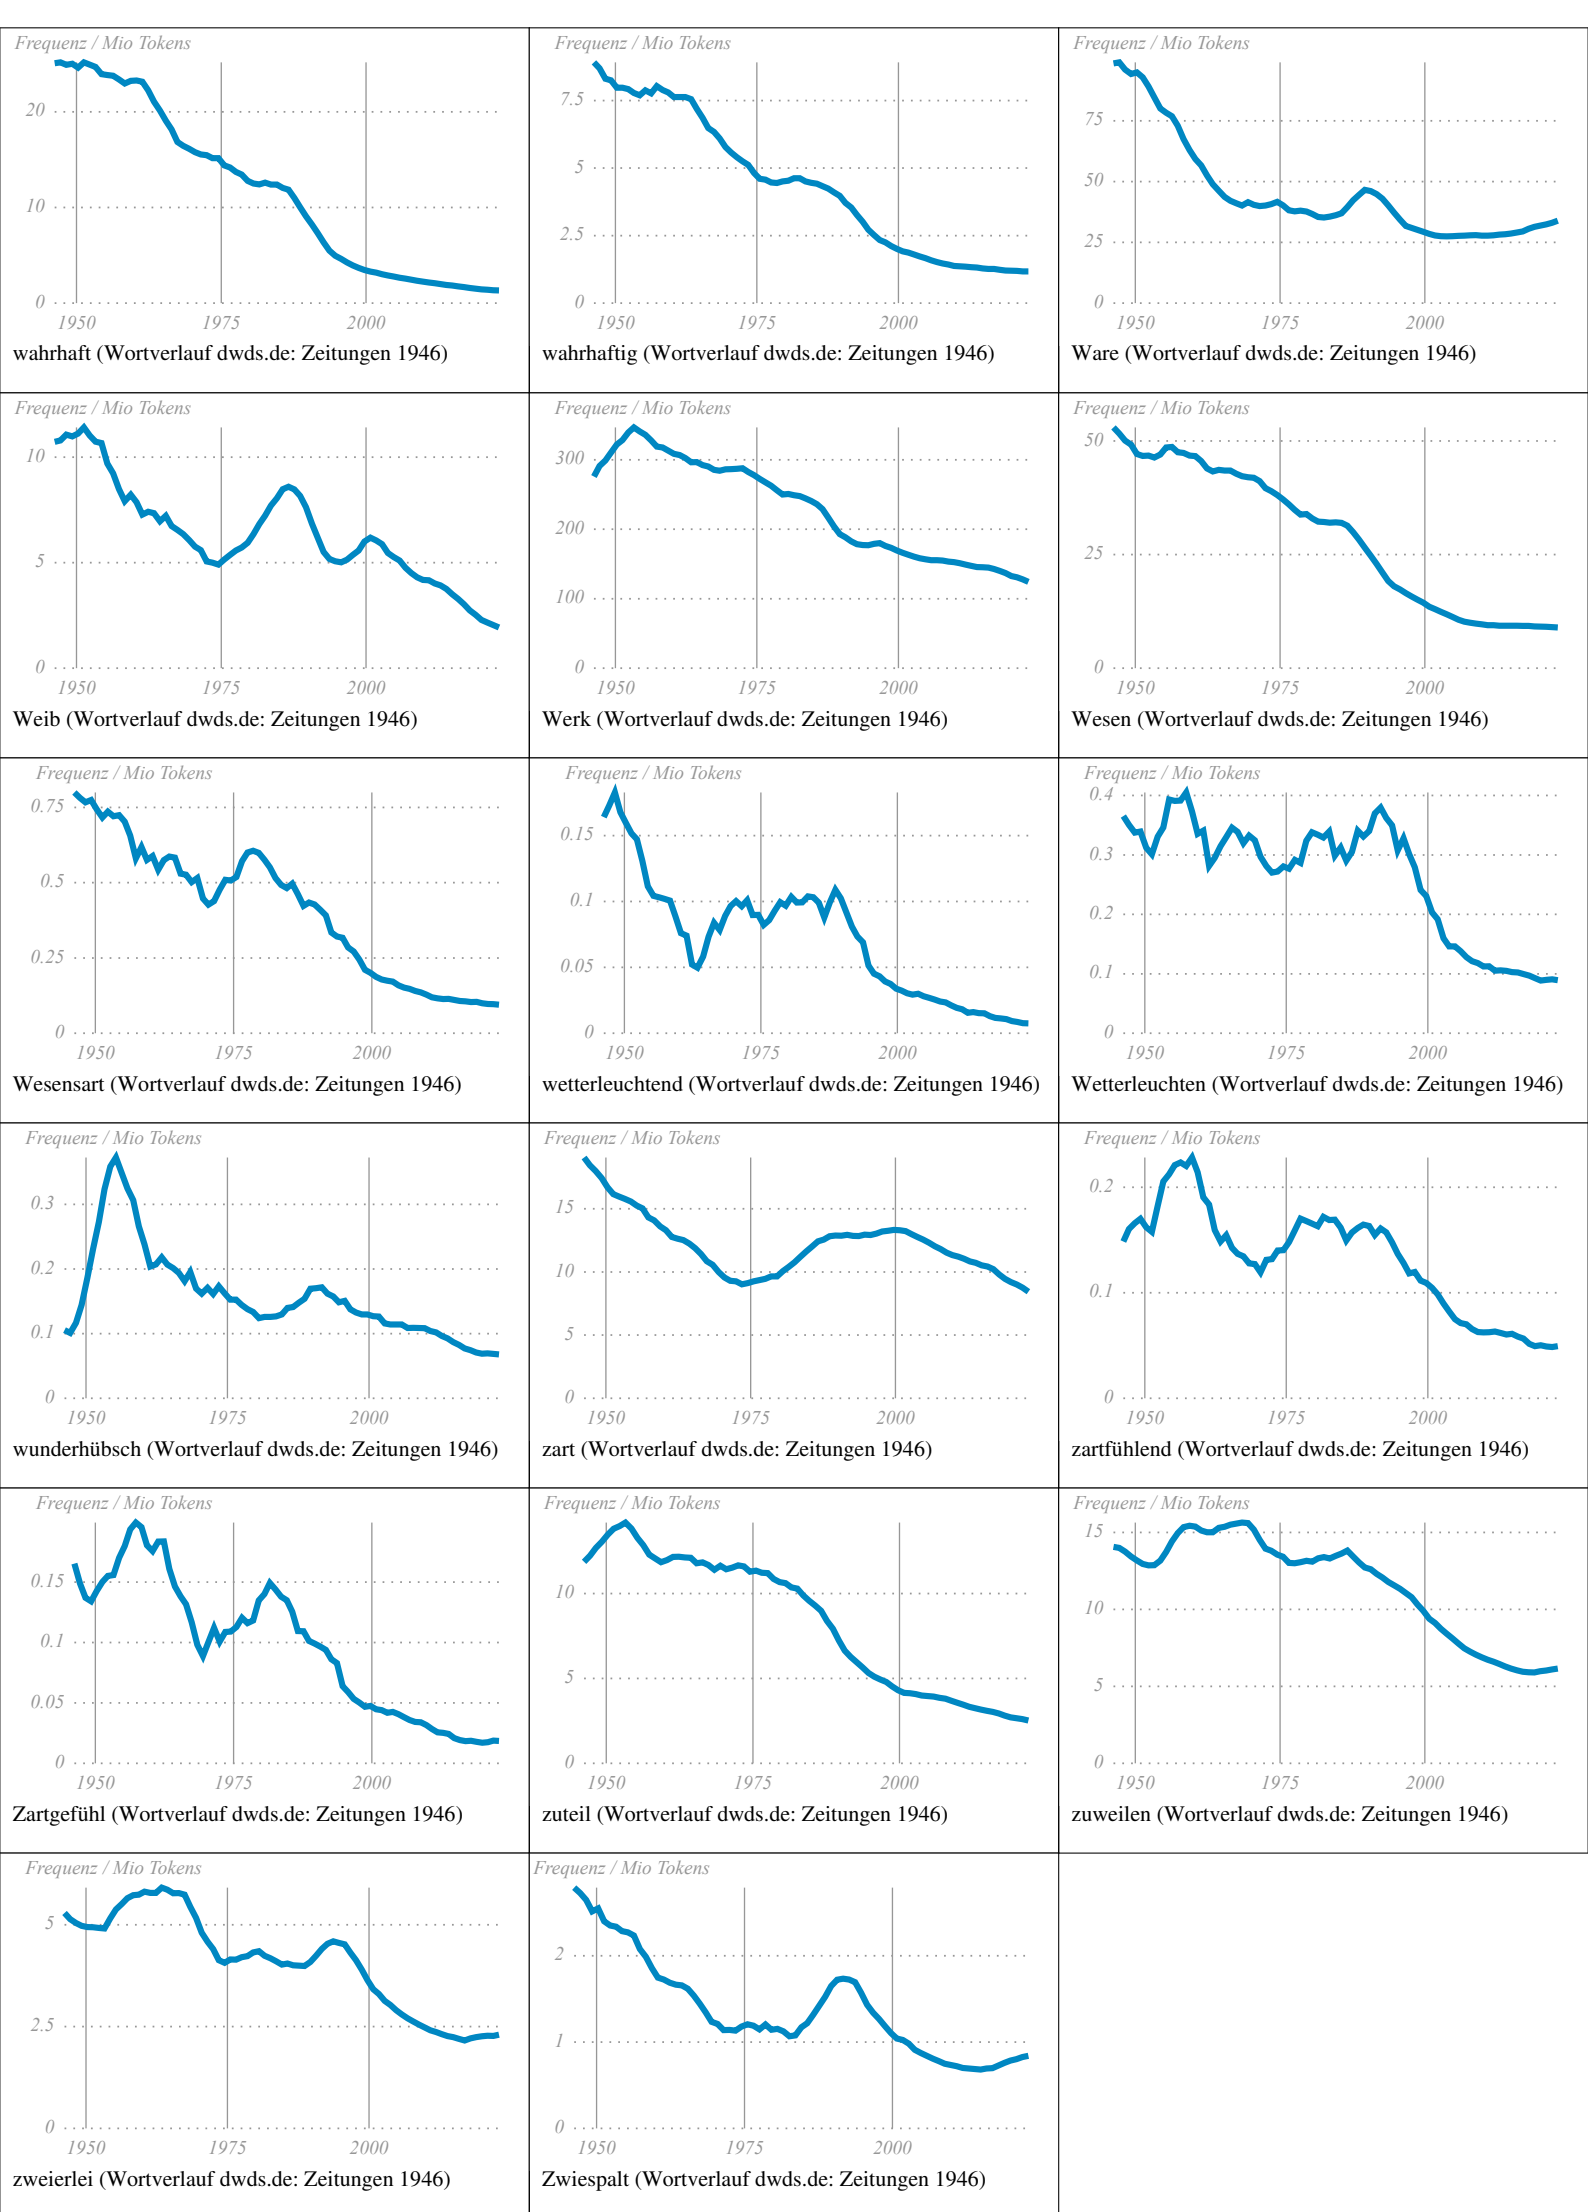 Frequenz / Mio Tokens
20
10
0
1950 1975 2000
wahrhaft (Wortverlauf dwds.de: Zeitungen 1946)
Frequenz / Mio Tokens
7.5
5
2.5
0
1950 1975 2000
wahrhaftig (Wortverlauf dwds.de: Zeitungen 1946)
Frequenz / Mio Tokens
75
50
25
0
1950 1975 2000
Ware (Wortverlauf dwds.de: Zeitungen 1946)
Frequenz / Mio Tokens
10
5
0
1950 1975 2000
Weib (Wortverlauf dwds.de: Zeitungen 1946)
Frequenz / Mio Tokens
300
200
100
0
1950 1975 2000
Werk (Wortverlauf dwds.de: Zeitungen 1946)
Frequenz / Mio Tokens
50
25
0
1950 1975 2000
Wesen (Wortverlauf dwds.de: Zeitungen 1946)
Frequenz / Mio Tokens
0.75
0.5
0.25
0
1950 1975 2000
Wesensart (Wortverlauf dwds.de: Zeitungen 1946)
Frequenz / Mio Tokens
0.15
0.1
0.05
0
1950 1975 2000
wetterleuchtend (Wortverlauf dwds.de: Zeitungen 1946)
Frequenz / Mio Tokens
0.4
0.3
0.2
0.1
0
1950 1975 2000
Wetterleuchten (Wortverlauf dwds.de: Zeitungen 1946)
Frequenz / Mio Tokens
0.3
0.2
0.1
0
1950 1975 2000
wunderhübsch (Wortverlauf dwds.de: Zeitungen 1946)
Frequenz / Mio Tokens
15
10
5
0
1950 1975 2000
zart (Wortverlauf dwds.de: Zeitungen 1946)
Frequenz / Mio Tokens
0.2
0.1
0
1950 1975 2000
zartfühlend (Wortverlauf dwds.de: Zeitungen 1946)
Frequenz / Mio Tokens
0.15
0.1
0.05
0
1950 1975 2000
Zartgefühl (Wortverlauf dwds.de: Zeitungen 1946)
Frequenz / Mio Tokens
10
5
0
1950 1975 2000
zuteil (Wortverlauf dwds.de: Zeitungen 1946)
Frequenz / Mio Tokens
15
10
5
0
1950 1975 2000
zuweilen (Wortverlauf dwds.de: Zeitungen 1946)
Frequenz / Mio Tokens
5
2.5
0
1950 1975 2000
zweierlei (Wortverlauf dwds.de: Zeitungen 1946)
Frequenz / Mio Tokens
2
1
0
1950 1975 2000
Zwiespalt (Wortverlauf dwds.de: Zeitungen 1946)